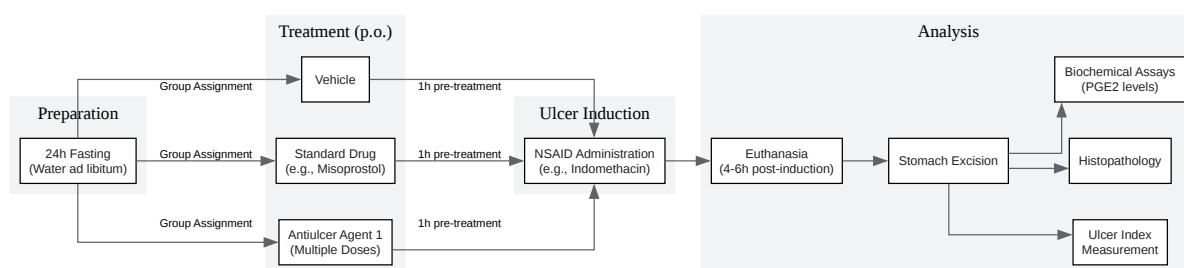 Treatment (p.o.)
Analysis
Vehicle
Biochemical Assays
(PGE2 levels)
Group Assignment
1h pre-treatment
Preparation
Ulcer Induction
24h Fasting
(Water ad libitum)
Group Assignment
Standard Drug
(e.g., Misoprostol)
1h pre-treatment
NSAID Administration
(e.g., Indomethacin)
Euthanasia
(4-6h post-induction)
Stomach Excision
Histopathology
Group Assignment
Antiulcer Agent 1
(Multiple Doses)
1h pre-treatment
Ulcer Index
Measurement